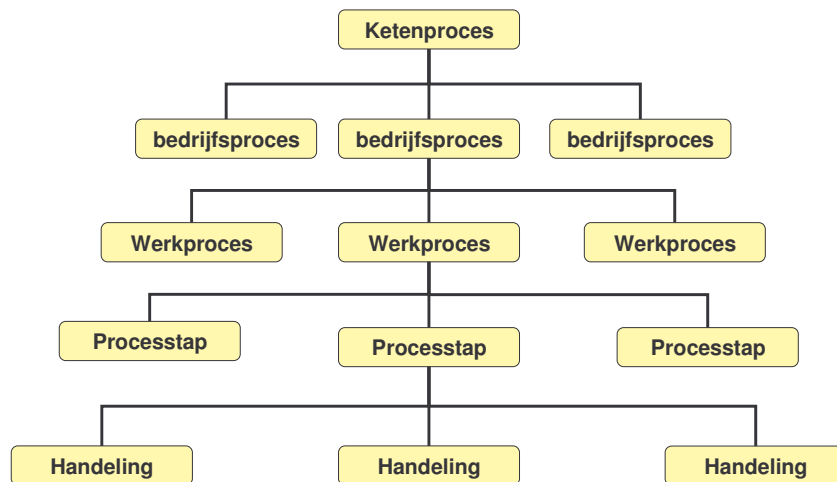 Ketenproces
bedrijfsproces
bedrijfsproces
bedrijfsproces
Werkproces
Werkproces
Werkproces
Processtap
Processtap
Processtap
Handeling
Handeling
Handeling